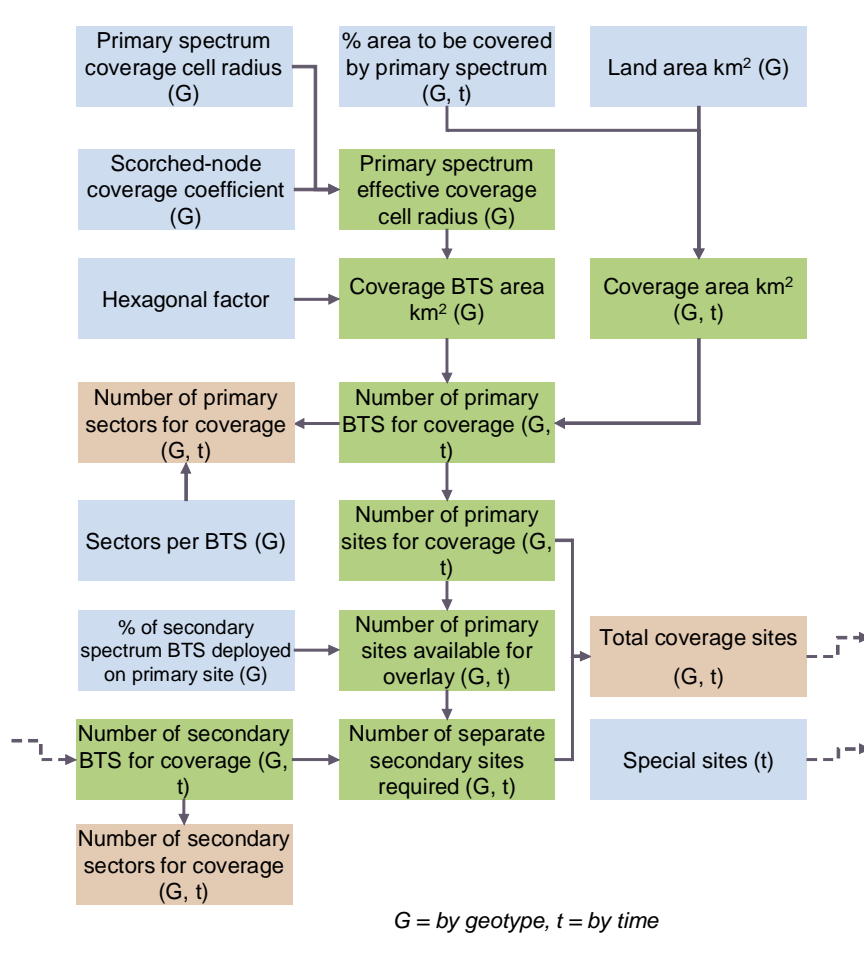 Primary spectrum
coverage cell radius
(G)
% area to be covered
by primary spectrum
(G, t)
Land area km² (G)
Scorched-node
coverage coefficient
(G)
Primary spectrum
effective coverage
cell radius (G)
Hexagonal factor
Coverage BTS area
km² (G)
Coverage area km²
(G, t)
Number of primary
sectors for coverage
(G, t)
Number of primary
BTS for coverage (G,
t)
Sectors per BTS (G)
Number of primary
sites for coverage (G,
t)
% of secondary
spectrum BTS deployed
on primary site (G)
Number of primary
sites available for
overlay (G, t)
Total coverage sites
(G, t)
Number of secondary
BTS for coverage (G,
t)
Number of separate
secondary sites
required (G, t)
Special sites (t)
Number of secondary
sectors for coverage
(G, t)
G = by geotype, t = by time